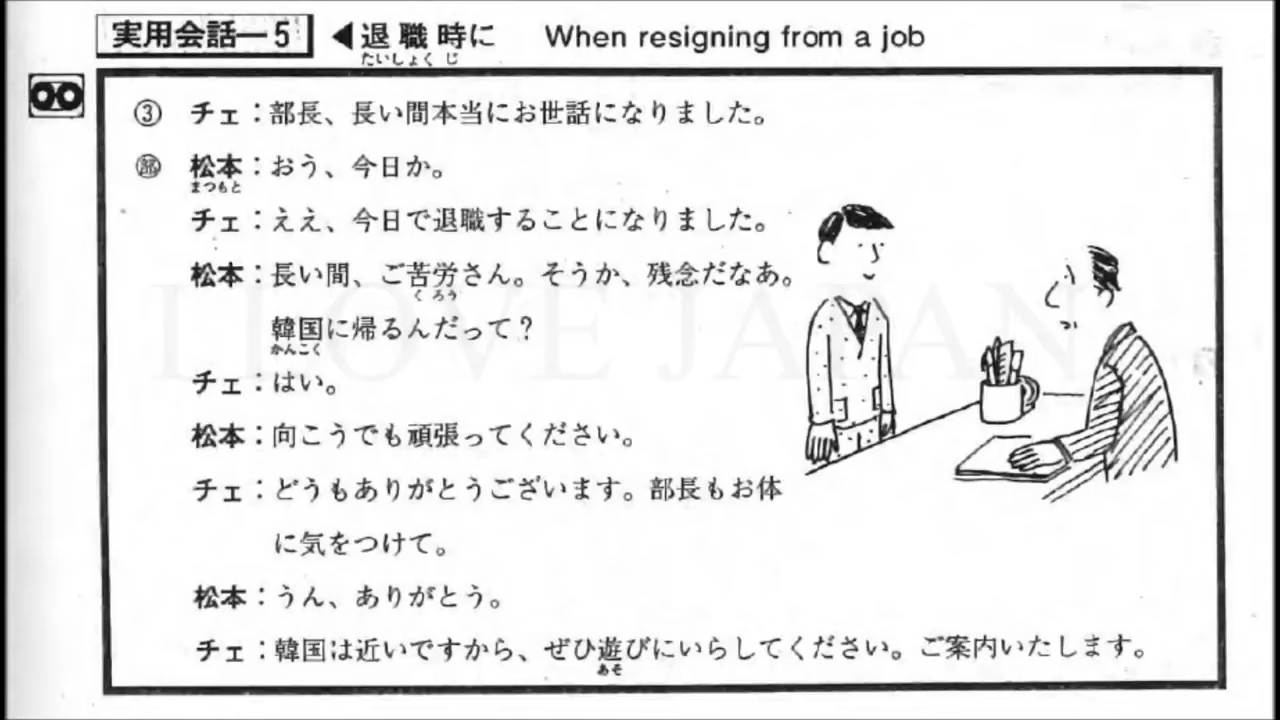 実用会話―5 ◀退職時に When resigning from a job
たいしょくじ
③ チェ：部長、長い間本当にお世話になりました。
部 松本：おう、今日か。
まつもと
チェ：ええ、今日で退職することになりました。
松本：長い間、ご苦労さん。そうか、残念だなあ。
くろう
韓国に帰るんだって？
かんこく
チェ：はい。
松本：向こうでも頑張ってください。
チェ：どうもありがとうございます。部長もお体
に気をつけて。
松本：うん、ありがとう。
チェ：韓国は近いですから、ぜひ遊びにいらしてください。ご案内いたします。
あそ
I LOVE JAPAN